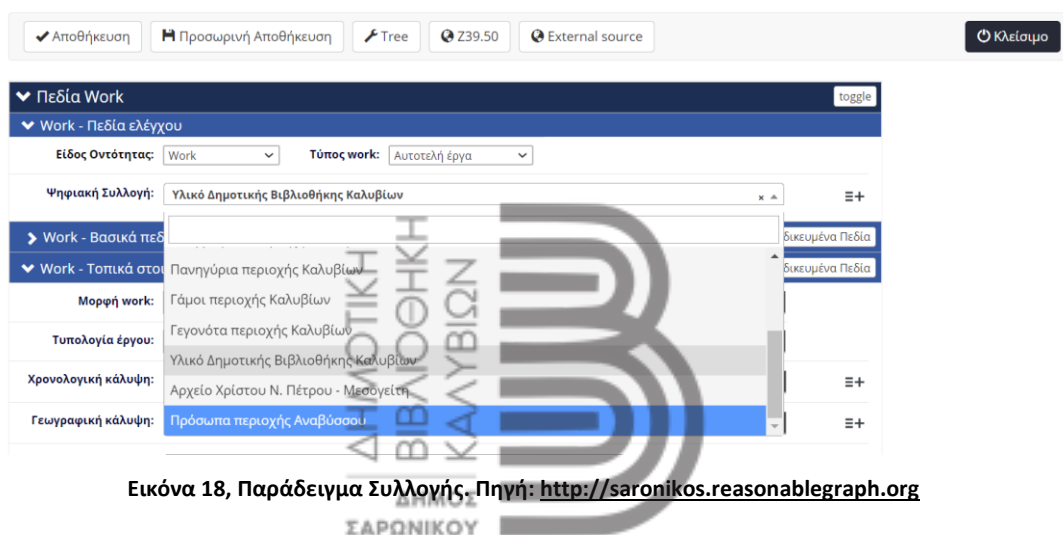 Αποθήκευση Προσωρινή Αποθήκευση Tree Z39.50 External source Κλείσιμο
Πεδία Work toggle
Work - Πεδία ελέγχου
Είδος Οντότητας: Work Τύπος work: Αυτοτελή έργα
Ψηφιακή Συλλογή: Υλικό Δημοτικής Βιβλιοθήκης Καλυβίων
Work - Βασικά πεδ δικευμένα Πεδία
Work - Τοπικά στοι δικευμένα Πεδία
Πανηγύρια περιοχής Καλυβίων
Μορφή work: Γάμοι περιοχής Καλυβίων
Τυπολογία έργου: Γεγονότα περιοχής Καλυβίων
Υλικό Δημοτικής Βιβλιοθήκης Καλυβίων
Χρονολογική κάλυψη: Αρχείο Χρίστου Ν. Πέτρου - Μεσογείτη
Γεωγραφική κάλυψη: Πρόσωπα περιοχής Αναβύσσου
ΔΗΜΟΤΙΚΗ
ΒΙΒΛΙΟΘΗΚΗ
ΚΑΛΥΒΙΩΝ
Εικόνα 18, Παράδειγμα Συλλογής. Πηγή: http://saronikos.reasonablegraph.org
ΔΗΜΟΣ
ΣΑΡΩΝΙΚΟΥ